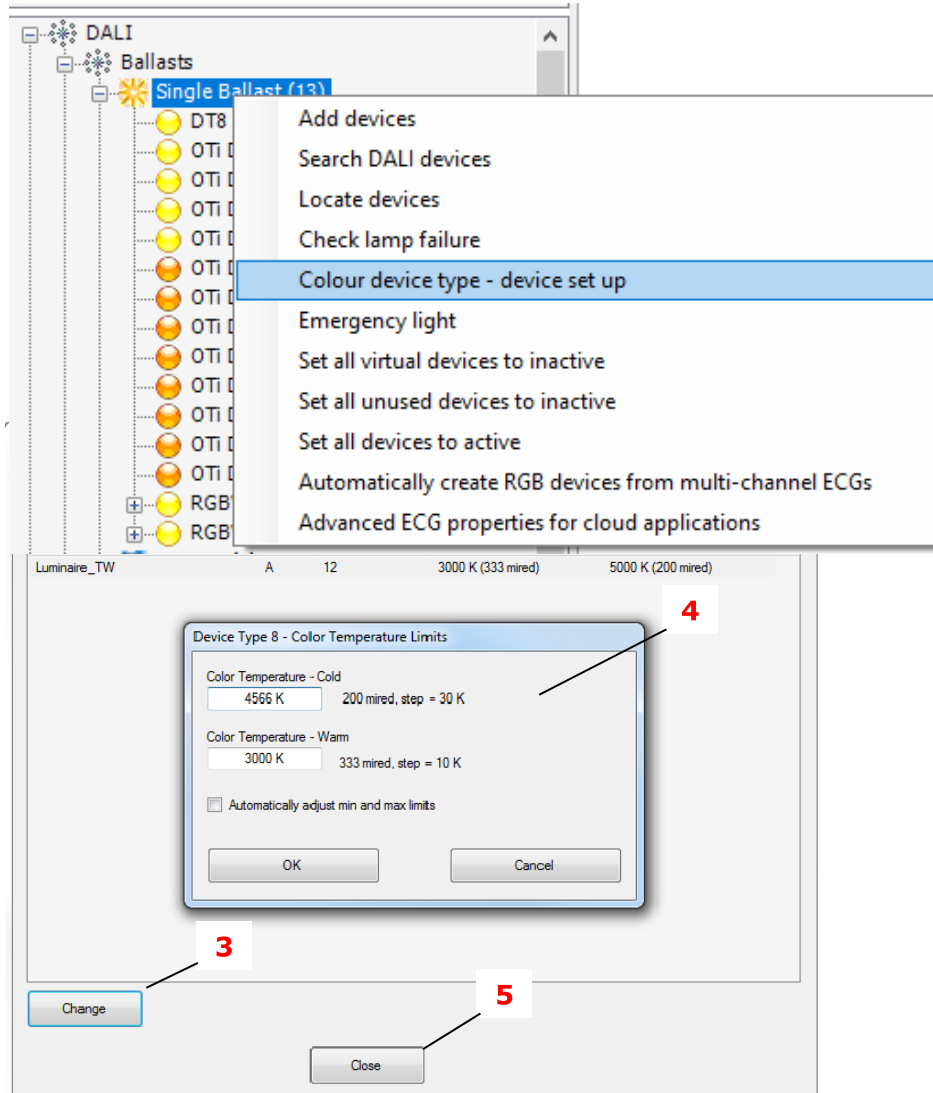 DALI
Ballasts
Single Ballast (13)
DT8
OTi D
OTi D
OTi D
OTi D
OTi D
OTi D
OTi D
OTi D
OTi D
OTi D
OTi D
OTi D
RGB
RGB
Add devices
Search DALI devices
Locate devices
Check lamp failure
Colour device type - device set up
Emergency light
Set all virtual devices to inactive
Set all unused devices to inactive
Set all devices to active
Automatically create RGB devices from multi-channel ECGs
Advanced ECG properties for cloud applications
Luminaire_TW A 12 3000 K (333 mired) 5000 K (200 mired)
4
Device Type 8 - Color Temperature Limits
Color Temperature - Cold
4566 K 200 mired, step = 30 K
Color Temperature - Warm
3000 K 333 mired, step = 10 K
Automatically adjust min and max limits
OK Cancel
3
Change
5
Close